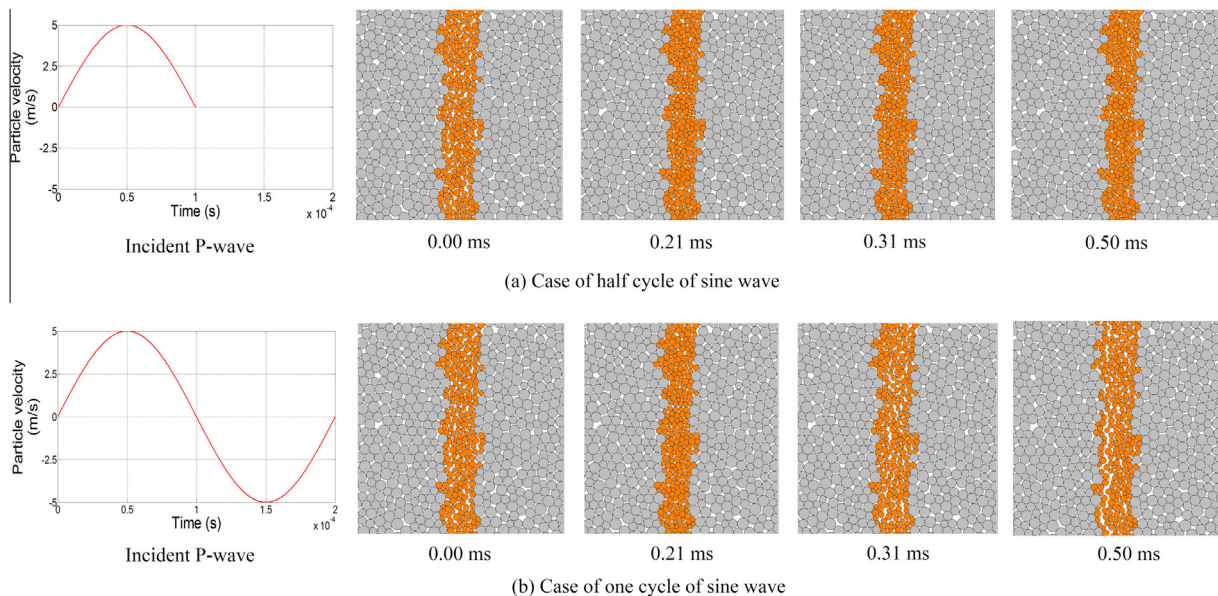 Particle velocity
(m/s)
5
2.5
0
-2.5
-5
0 0.5 1 1.5 2
Time (s)
x 10-4
Incident P-wave
0.00 ms
0.21 ms
0.31 ms
0.50 ms
(a) Case of half cycle of sine wave
Particle velocity
(m/s)
5
2.5
0
-2.5
-5
0 0.5 1 1.5 2
Time (s)
x 10-4
Incident P-wave
0.00 ms
0.21 ms
0.31 ms
0.50 ms
(b) Case of one cycle of sine wave